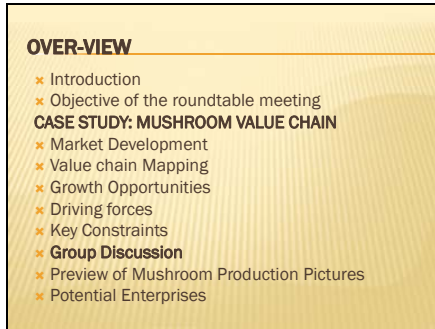 OVER-VIEW
Introduction
Objective of the roundtable meeting
CASE STUDY: MUSHROOM VALUE CHAIN
Market Development
Value chain Mapping
Growth Opportunities
Driving forces
Key Constraints
Group Discussion
Preview of Mushroom Production Pictures
Potential Enterprises